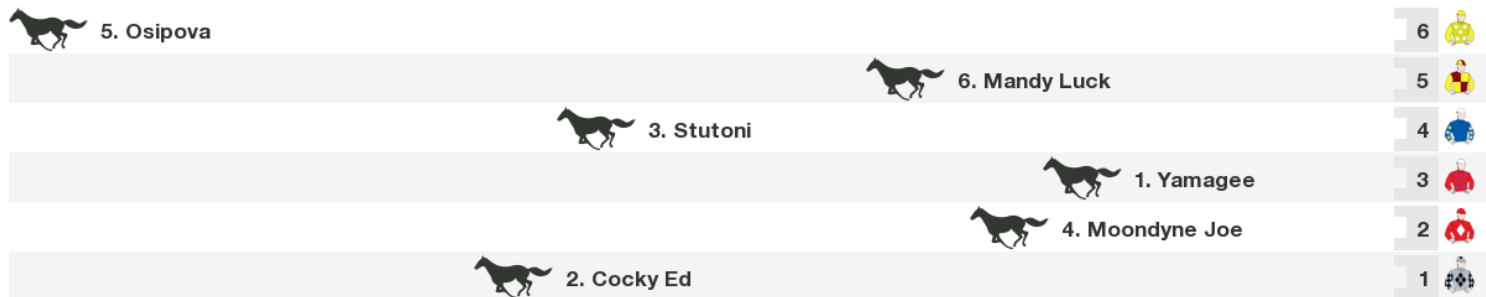 5. Osipova 6
6. Mandy Luck 5
3. Stutoni 4
1. Yamagee 3
4. Moondyne Joe 2
2. Cocky Ed 1